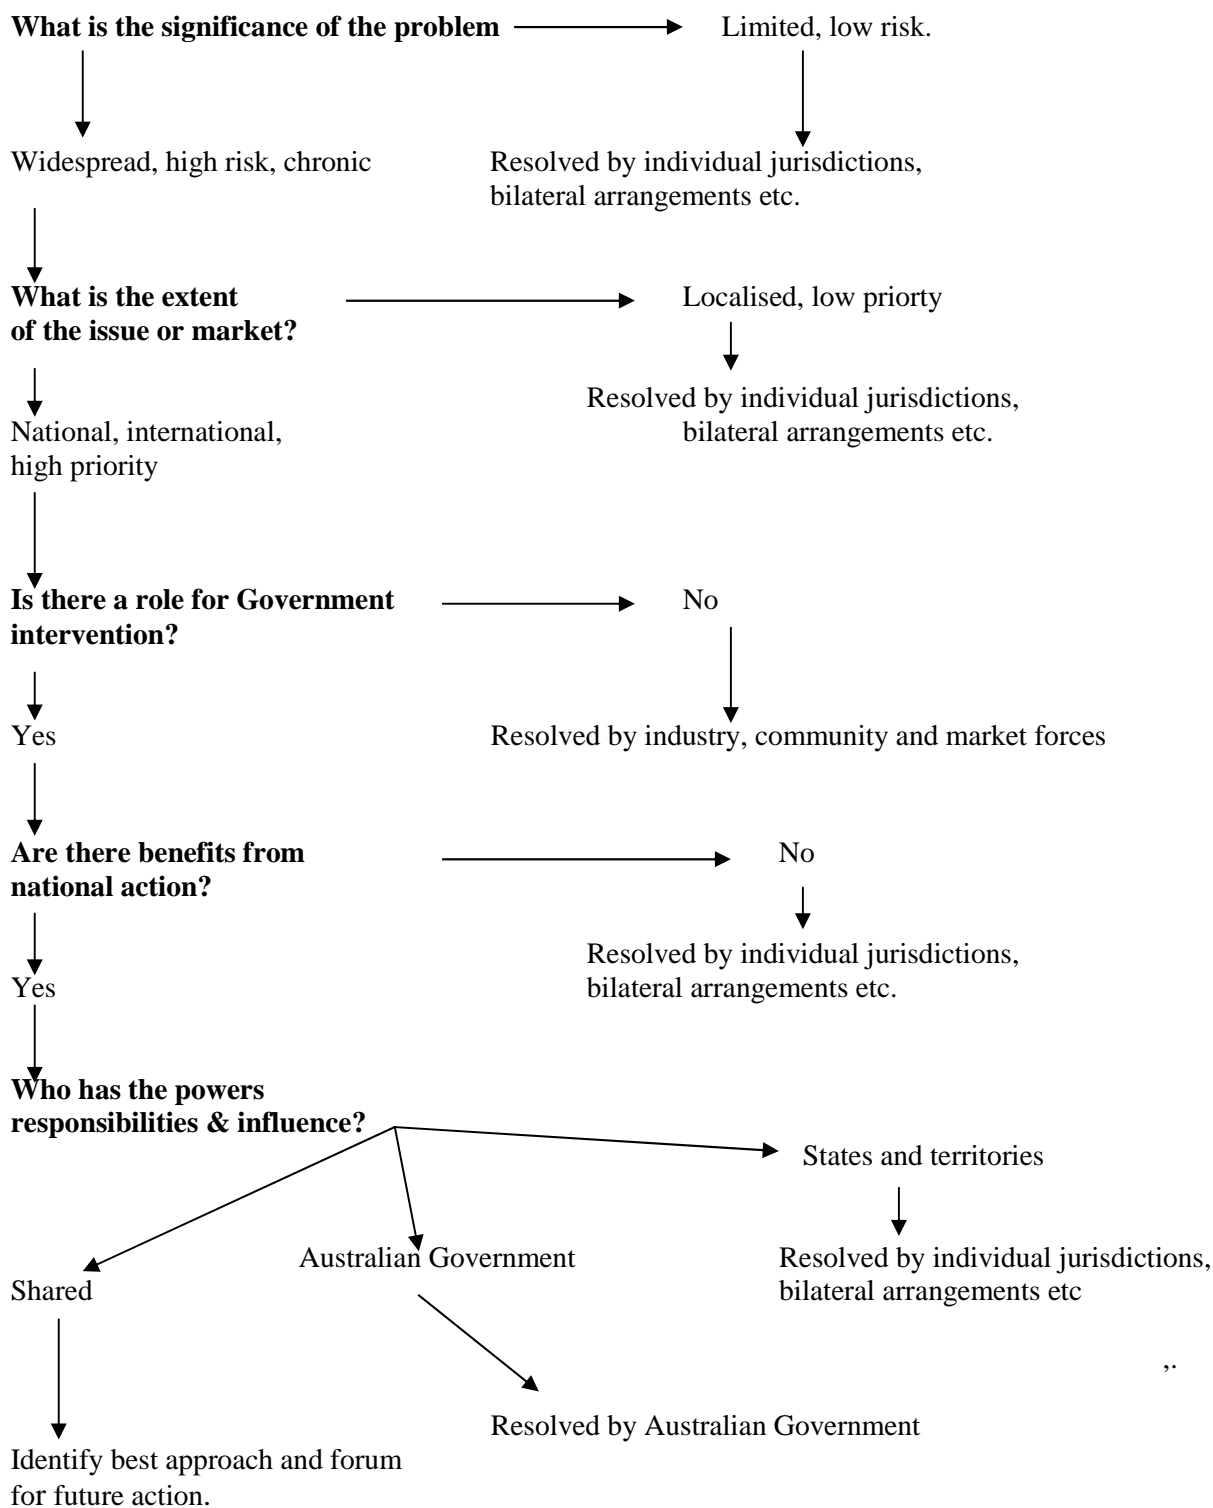 What is the significance of the problem
Limited, low risk.
Widespread, high risk, chronic
Resolved by individual jurisdictions,
bilateral arrangements etc.
What is the extent
of the issue or market?
Localised, low priorty
Resolved by individual jurisdictions,
bilateral arrangements etc.
National, international,
high priority
Is there a role for Government
intervention?
No
Yes
Resolved by industry, community and market forces
Are there benefits from
national action?
No
Resolved by individual jurisdictions,
bilateral arrangements etc.
Yes
Who has the powers
responsibilities & influence?
States and territories
Australian Government
Resolved by individual jurisdictions,
bilateral arrangements etc
Shared
,.
Resolved by Australian Government
Identify best approach and forum
for future action.